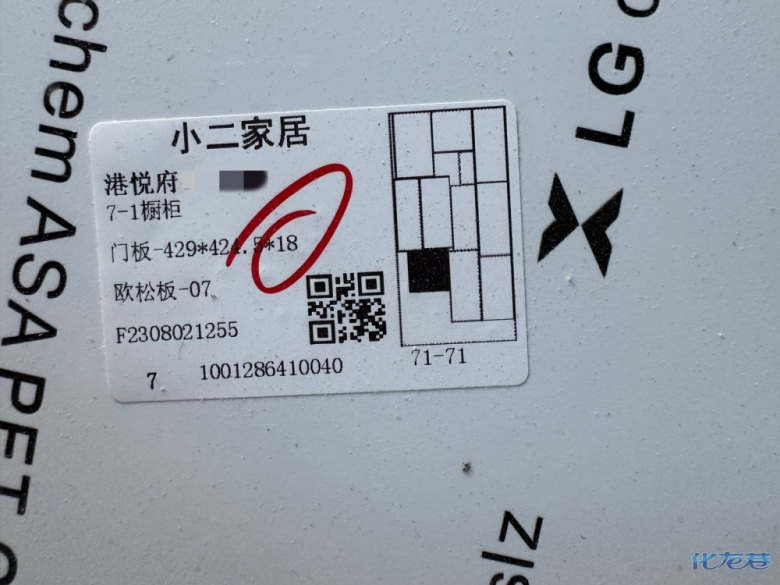 小二家居
港悦府
7-1橱柜
门板-429*424.5*18
欧松板-07
F2308021255
7 1001286410040
71-71
chem ASA PET
LG
化龙巷